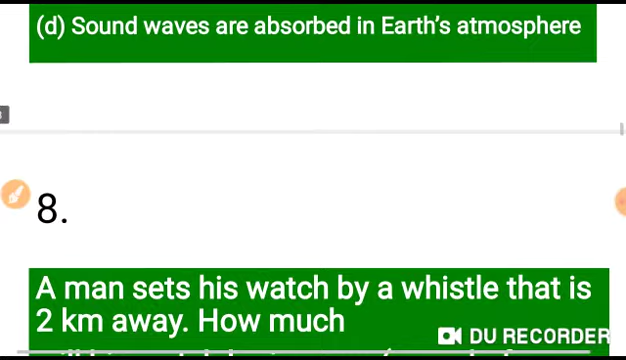 (d) Sound waves are absorbed in Earth's atmosphere
8.
A man sets his watch by a whistle that is
2 km away. How much
DU RECORDER